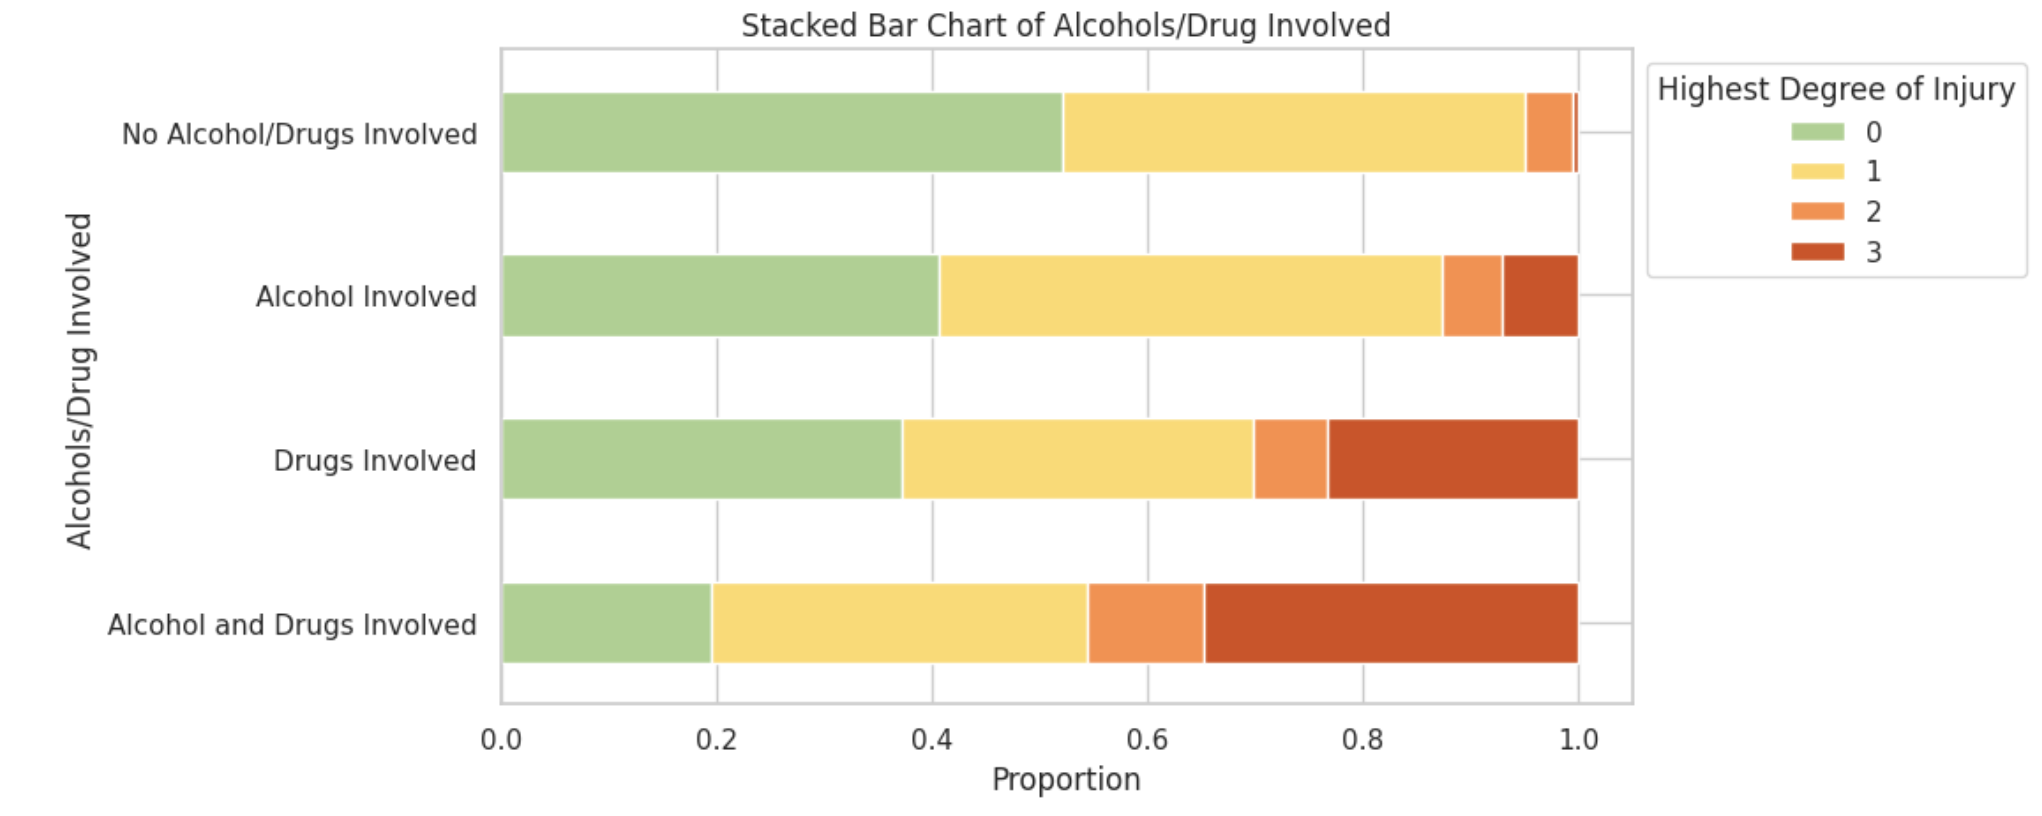 Stacked Bar Chart of Alcohols/Drug Involved
Highest Degree of Injury
0
1
2
3
Alcohols/Drug Involved
No Alcohol/Drugs Involved
Alcohol Involved
Drugs Involved
Alcohol and Drugs Involved
0.0 0.2 0.4 0.6 0.8 1.0
Proportion